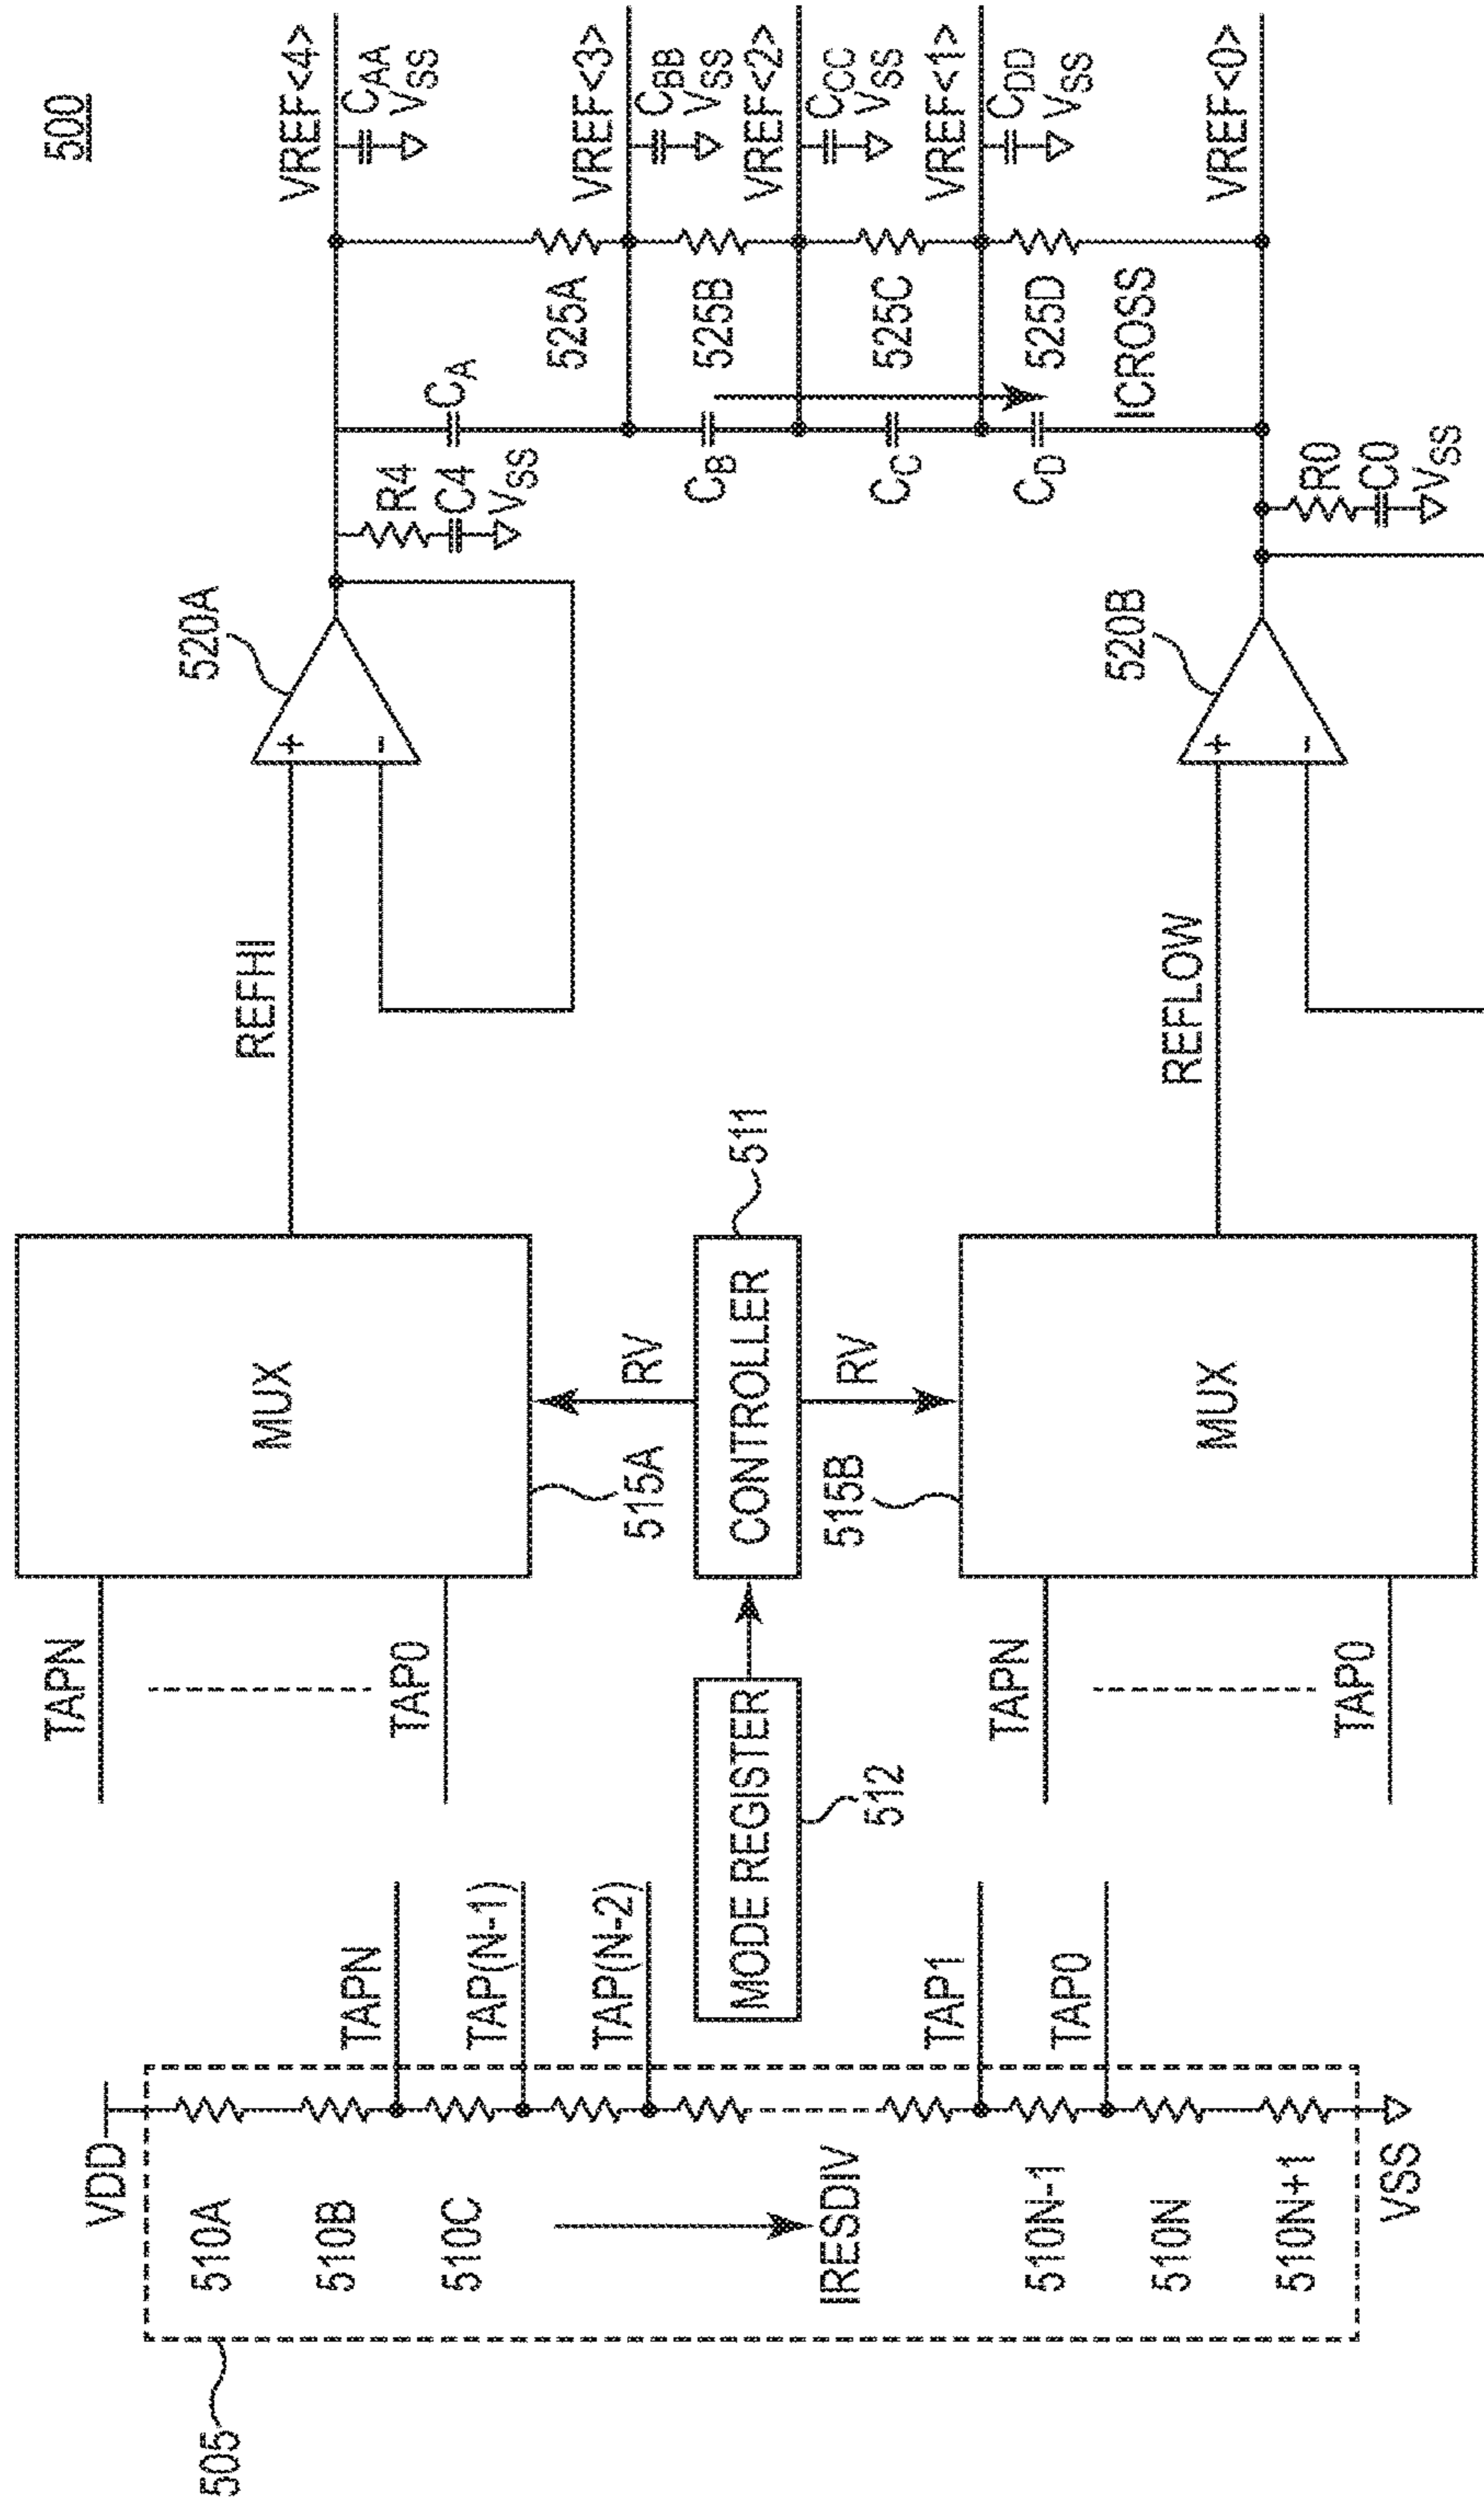 500
505
VDD
510A
510B
510C
IRESDIV
510N-1
510N
510N+1
VSS
TAPN
TAP(N-1)
TAP(N-2)
TAP1
TAP0
MODE REGISTER
512
TAPN
TAP0
TAPN
TAP0
MUX
515A
RV
CONTROLLER
511
RV
515B
MUX
REFHI
REFLOW
520A
+
-
520B
+
-
R4
C4
VSS
R0
C0
VSS
CA
CB
CC
CD
ICROSS
525A
525B
525C
525D
VREF<4>
CAA
VSS
VREF<3>
CBB
VSS
VREF<2>
CCC
VSS
VREF<1>
CDD
VSS
VREF<0>